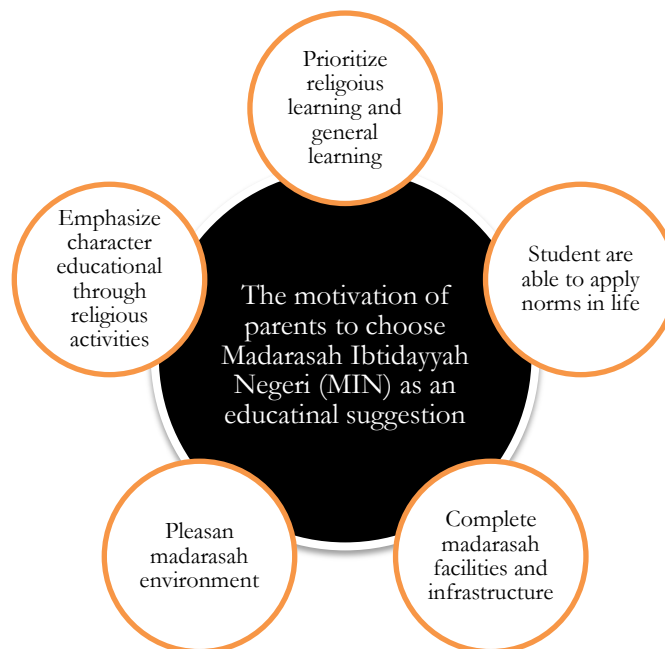 Prioritize
religoius
learning and
general
learning
Emphasize
character
educational
through
religious
activities
Student are
able to apply
norms in life
The motivation of
parents to choose
Madarasah Ibtidayyah
Negeri (MIN) as an
educatinal suggestion
Pleasan
madarasah
environment
Complete
madarasah
facilities and
infrastructure